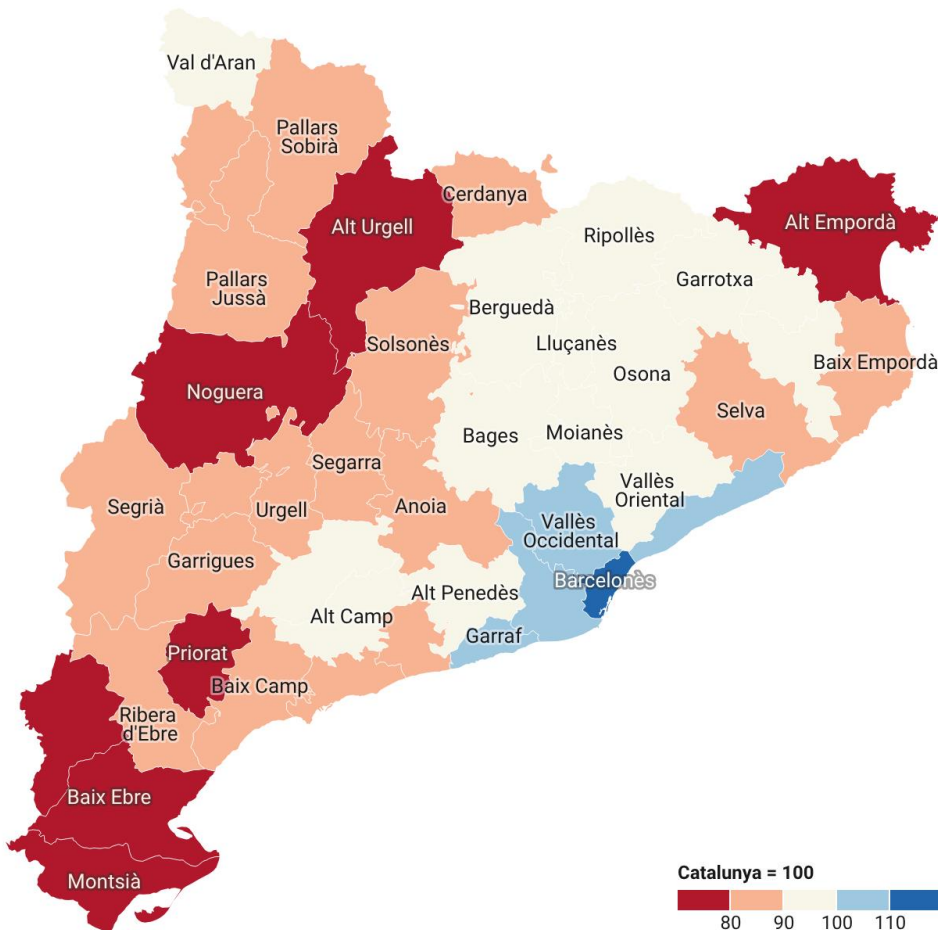 Val d'Aran
Pallars
Sobirà
Cerdanya
Alt Urgell
Alt Empordà
Ripollès
Garrotxa
Pallars
Jussà
Berguedà
Solsonès
Lluçanès
Baix Empordà
Osona
Noguera
Selva
Bages
Moianès
Segarra
Vallès
Oriental
Segrià
Urgell
Anoia
Vallès
Occidental
Garrigues
Barcelonès
Alt Penedès
Alt Camp
Garraf
Priorat
Baix Camp
Ribera
d'Ebre
Baix Ebre
Montsià
Catalunya = 100
80 90 100 110